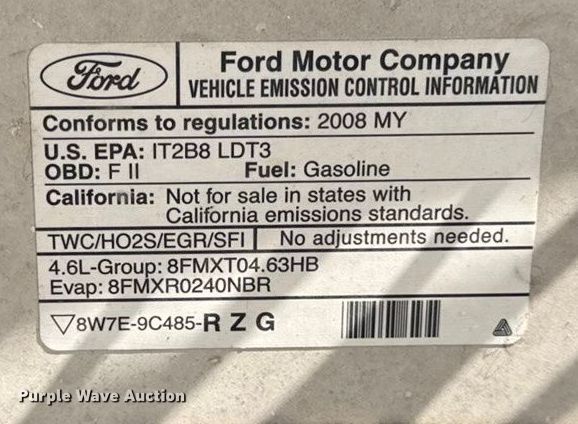 Ford
Ford Motor Company
VEHICLE EMISSION CONTROL INFORMATION
Conforms to regulations: 2008 MY
U.S. EPA: IT2B8 LDT3
OBD: F II Fuel: Gasoline
California: Not for sale in states with
California emissions standards.
TWC/HO2S/EGR/SFI No adjustments needed.
4.6L-Group: 8FMXT04.63HB
Evap: 8FMXR0240NBR
▽8W7E-9C485-R Z G
Purple Wave Auction